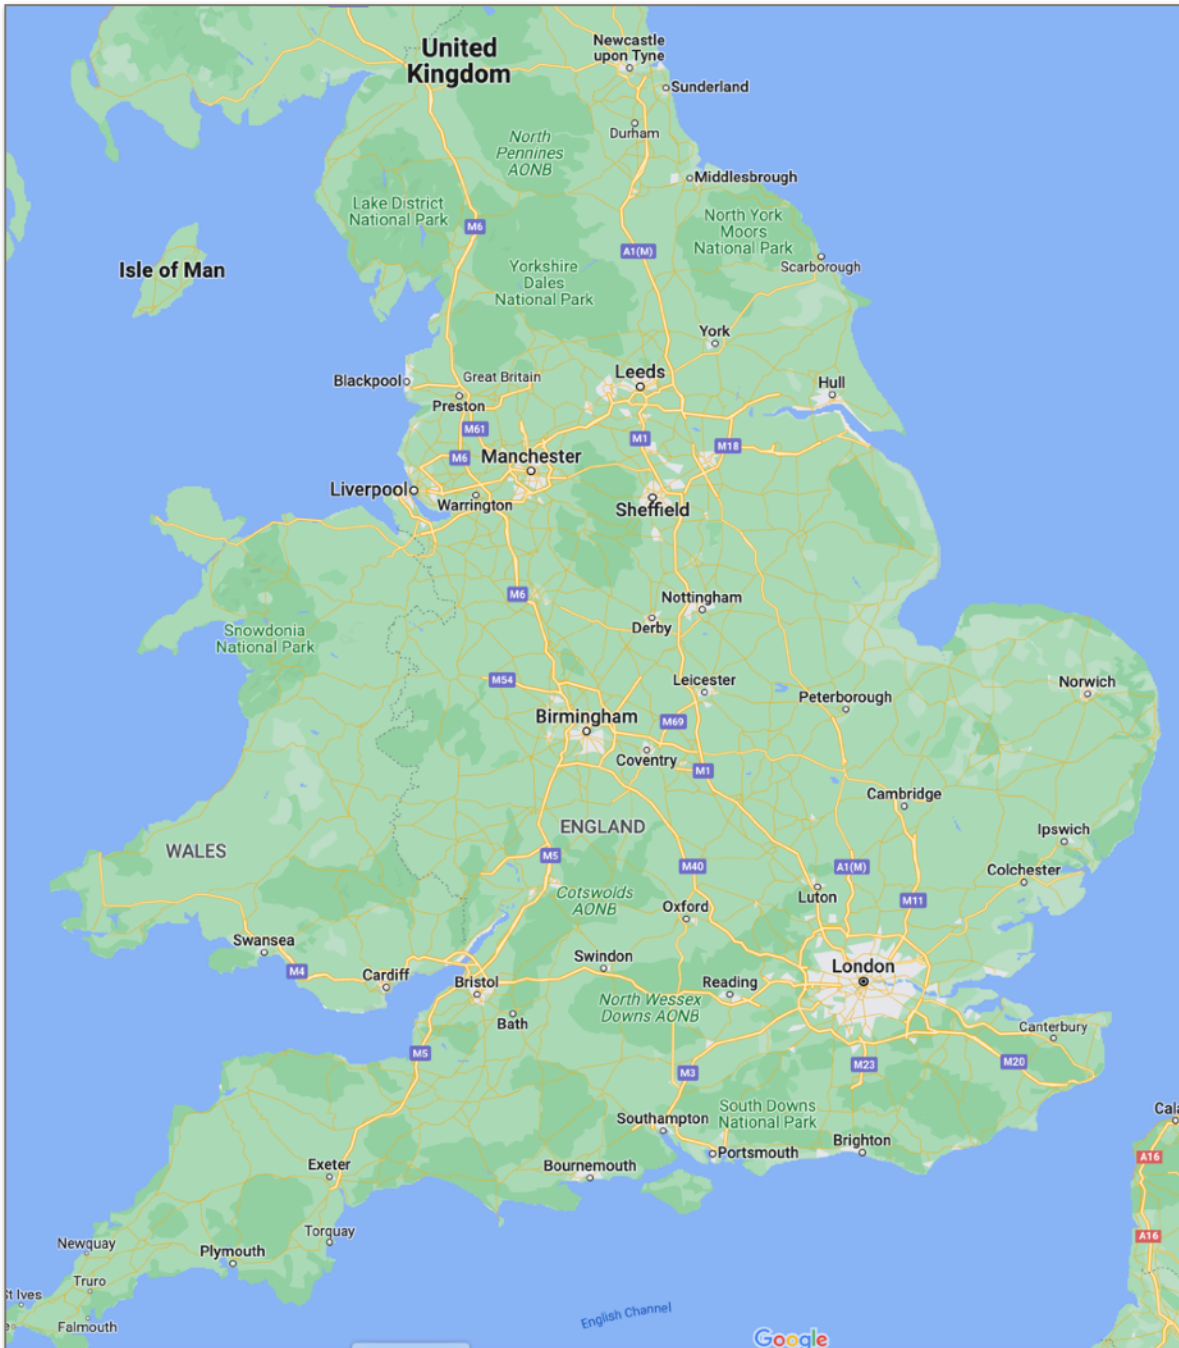 United
Kingdom
Newcastle
upon Tyne
Sunderland
Durham
North
Pennines
AONB
Middlesbrough
Lake District
National Park
M6
North York
Moors
National Park
A1(M)
Isle of Man
Scarborough
Yorkshire
Dales
National Park
York
Leeds
Blackpool
Great Britain
Hull
Preston
M61
M1
M18
M6
Manchester
Liverpool
Warrington
Sheffield
M6
Nottingham
Derby
Snowdonia
National Park
M54
Leicester
Norwich
Peterborough
Birmingham
M69
Coventry
M1
Cambridge
ENGLAND
Ipswich
WALES
M5
M40
A1(M)
Colchester
Cotswolds
AONB
Luton
M11
Oxford
Swansea
Swindon
London
M4
Cardiff
Bristol
Reading
North Wessex
Downs AONB
Bath
Canterbury
M5
M3
M23
M20
South Downs
National Park
Cala
Southampton
Brighton
Portsmouth
A16
Exeter
Bournemouth
Torquay
A16
Newquay
Plymouth
Truro
St Ives
Falmouth
English Channel
Google